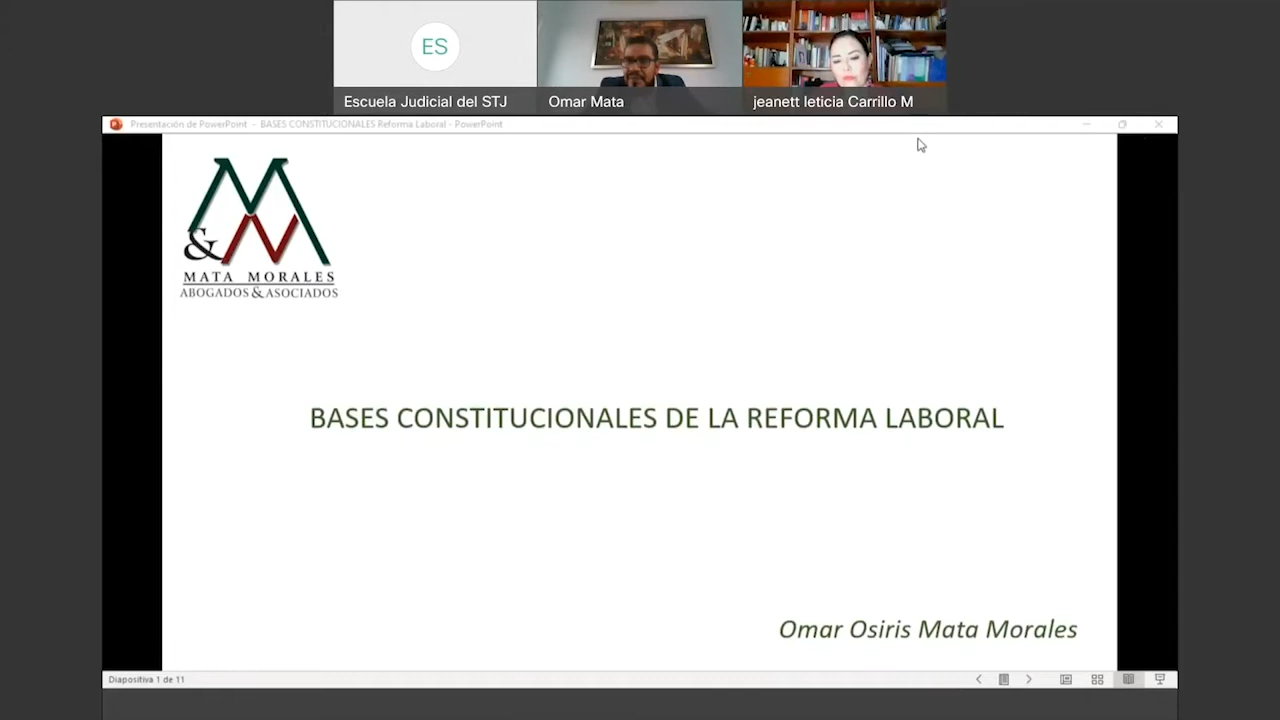 ES
Escuela Judicial del STJ
Omar Mata
jeanett leticia Carrillo M
Presentación de PowerPoint - BASES CONSTITUCIONALES Reforma Laboral - PowerPoint
M
&M
MATA MORALES
ABOGADOS & ASOCIADOS
BASES CONSTITUCIONALES DE LA REFORMA LABORAL
Omar Osiris Mata Morales
Diapositiva 1 de 11